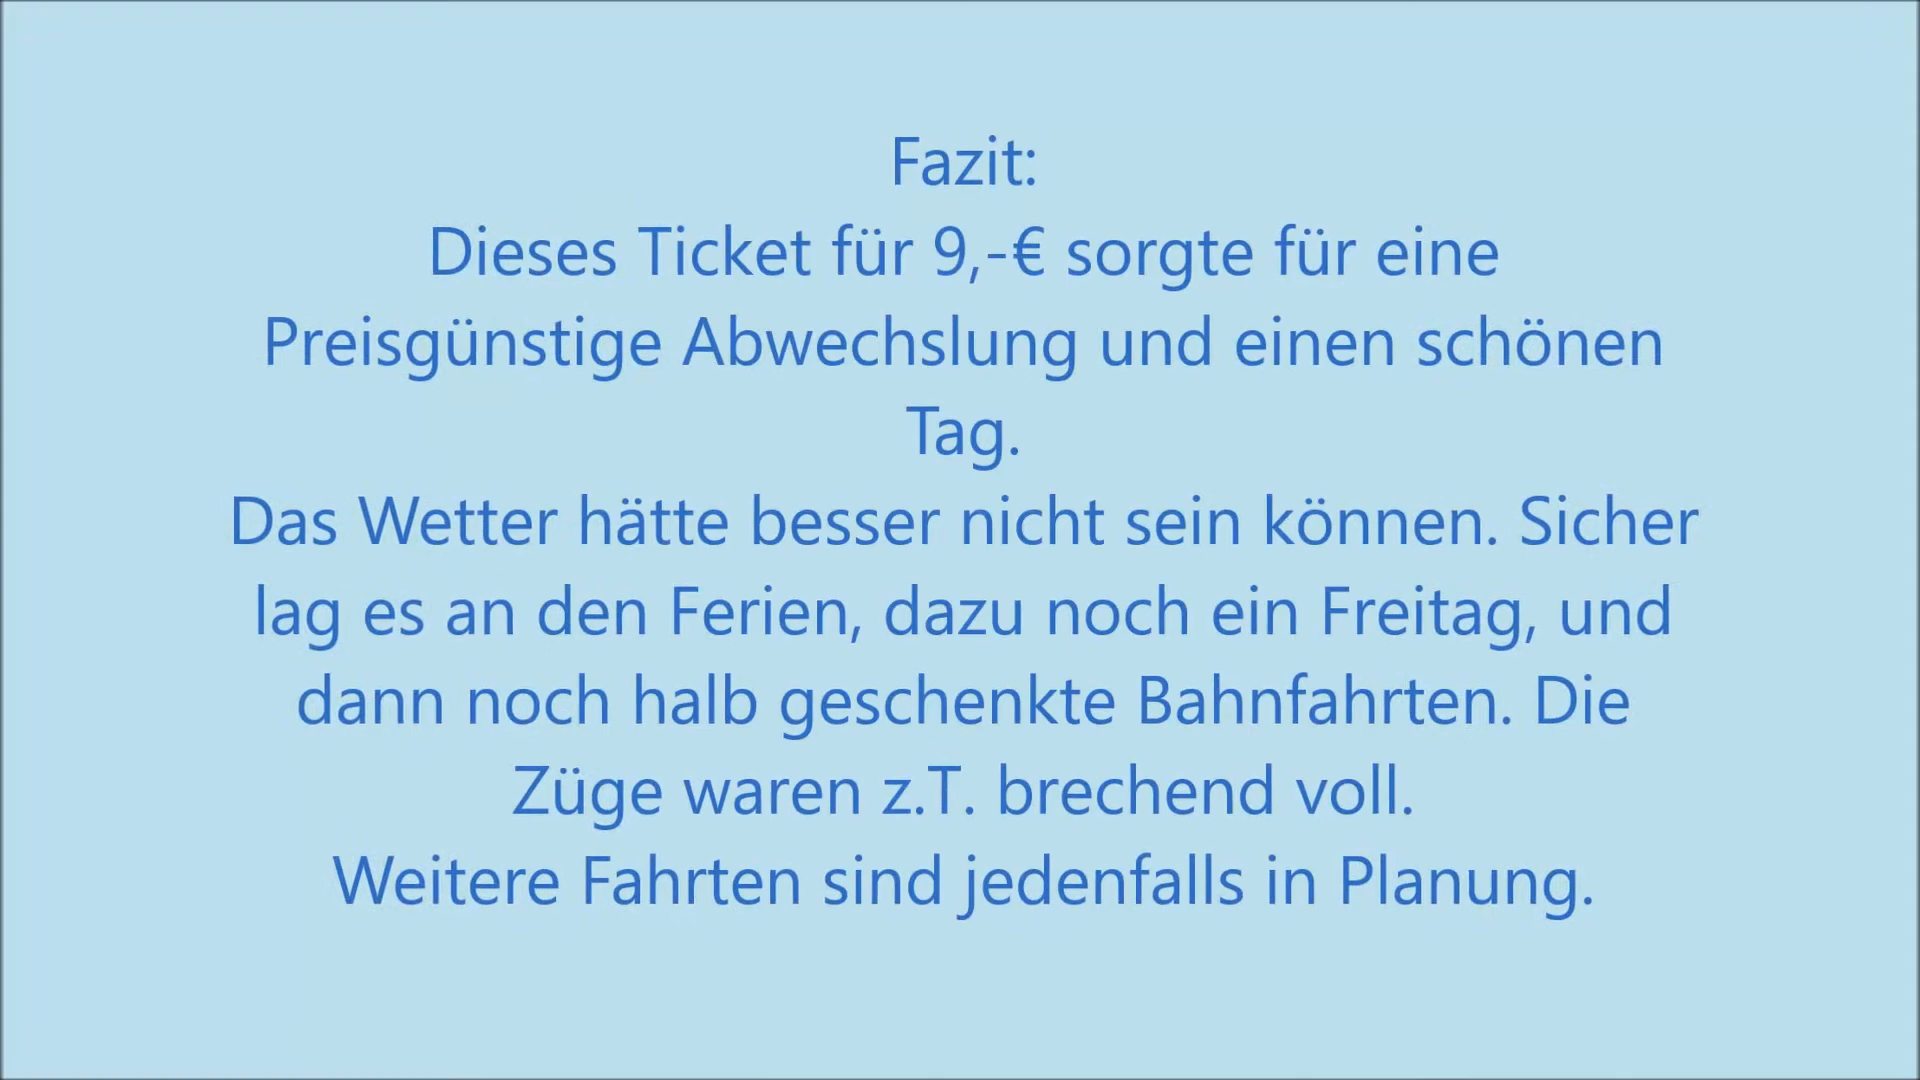 Fazit:
Dieses Ticket für 9,-€ sorgte für eine
Preisgünstige Abwechslung und einen schönen
Tag.
Das Wetter hätte besser nicht sein können. Sicher
lag es an den Ferien, dazu noch ein Freitag, und
dann noch halb geschenkte Bahnfahrten. Die
Züge waren z.T. brechend voll.
Weitere Fahrten sind jedenfalls in Planung.